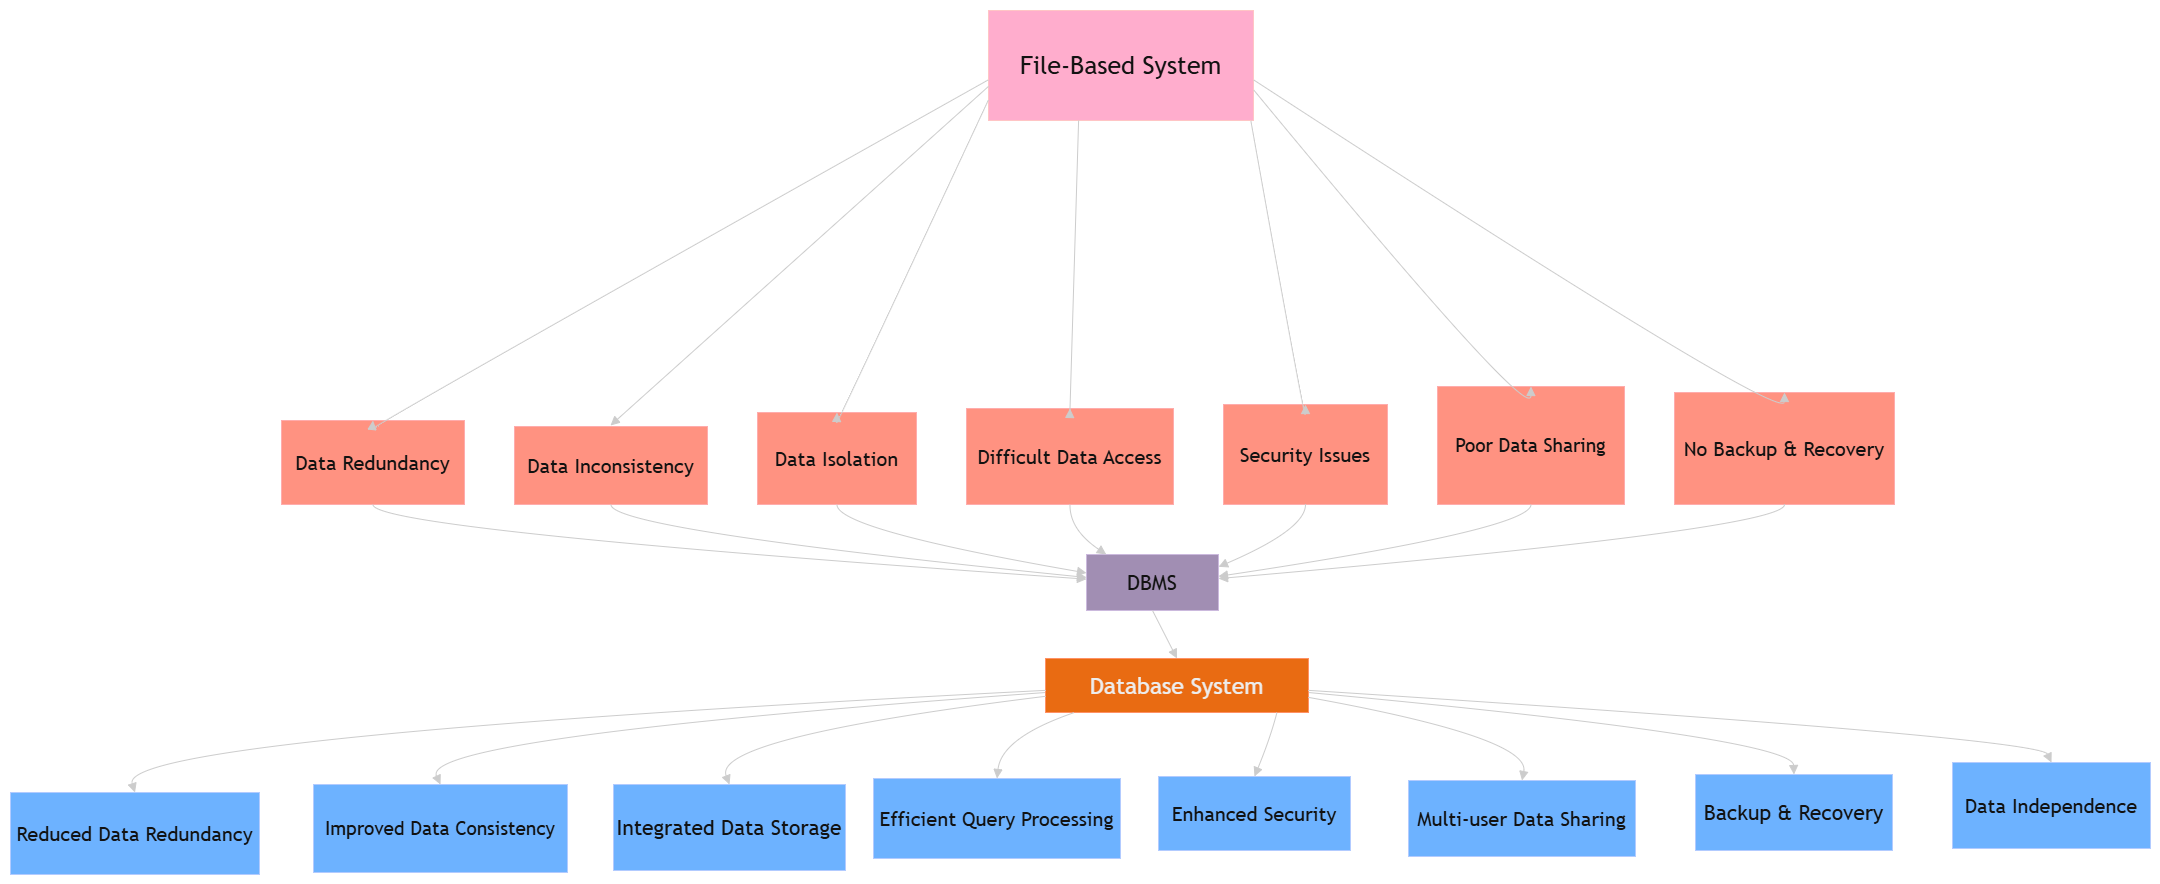 File-Based System
Data Redundancy
Data Inconsistency
Data Isolation
Difficult Data Access
Security Issues
Poor Data Sharing
No Backup & Recovery
DBMS
Database System
Reduced Data Redundancy
Improved Data Consistency
Integrated Data Storage
Efficient Query Processing
Enhanced Security
Multi-user Data Sharing
Backup & Recovery
Data Independence